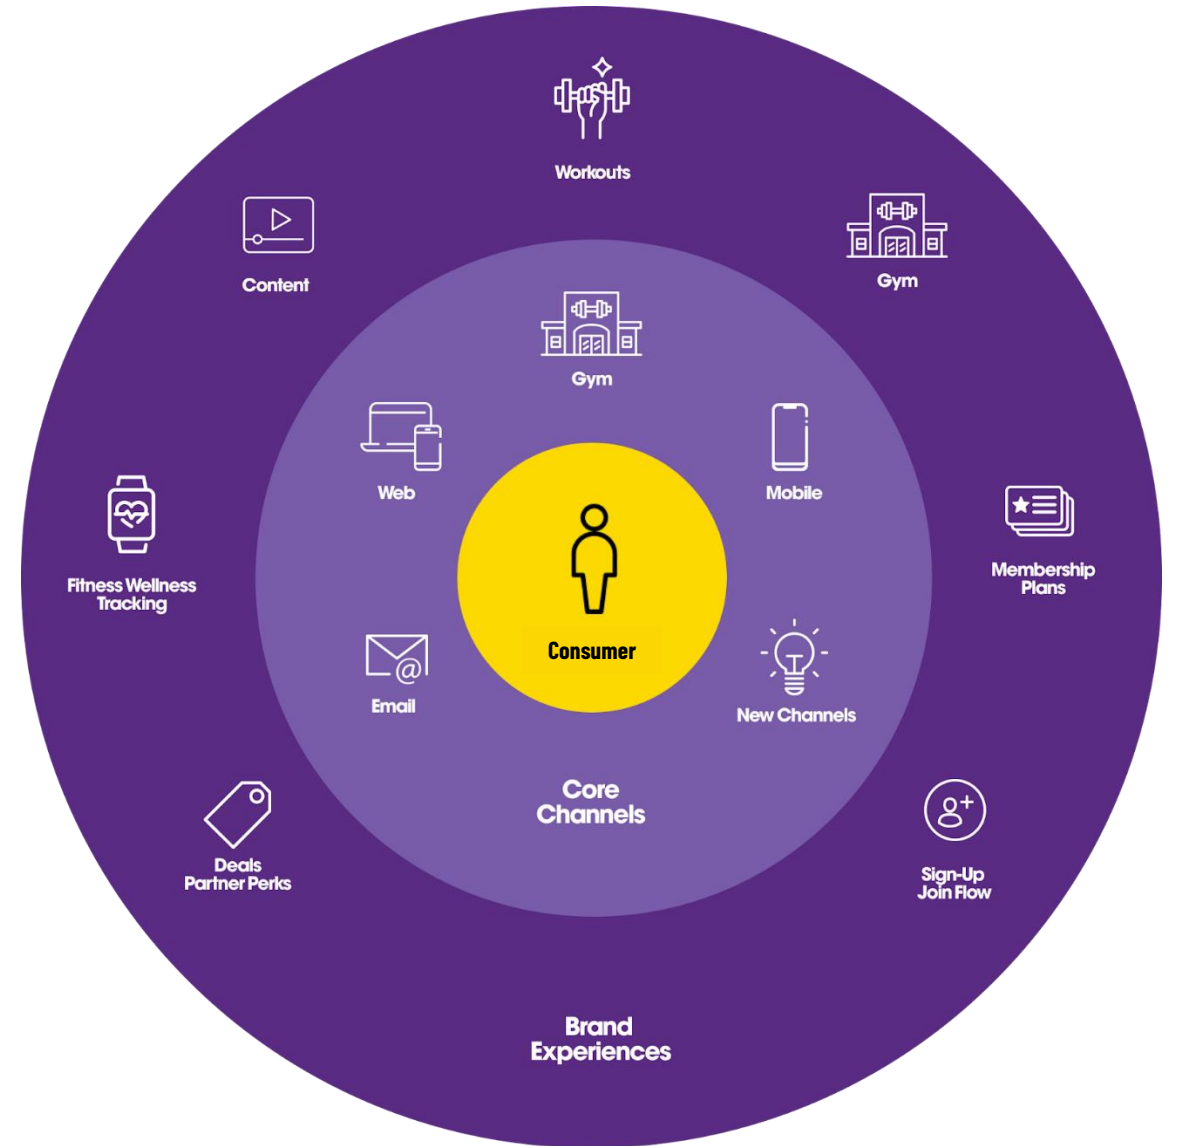 Workouts
Content
Gym
Gym
Web
Mobile
Fitness Wellness
Tracking
Membership
Plans
Consumer
Email
New Channels
Core
Channels
Deals
Partner Perks
Sign-Up
Join Flow
Brand
Experiences